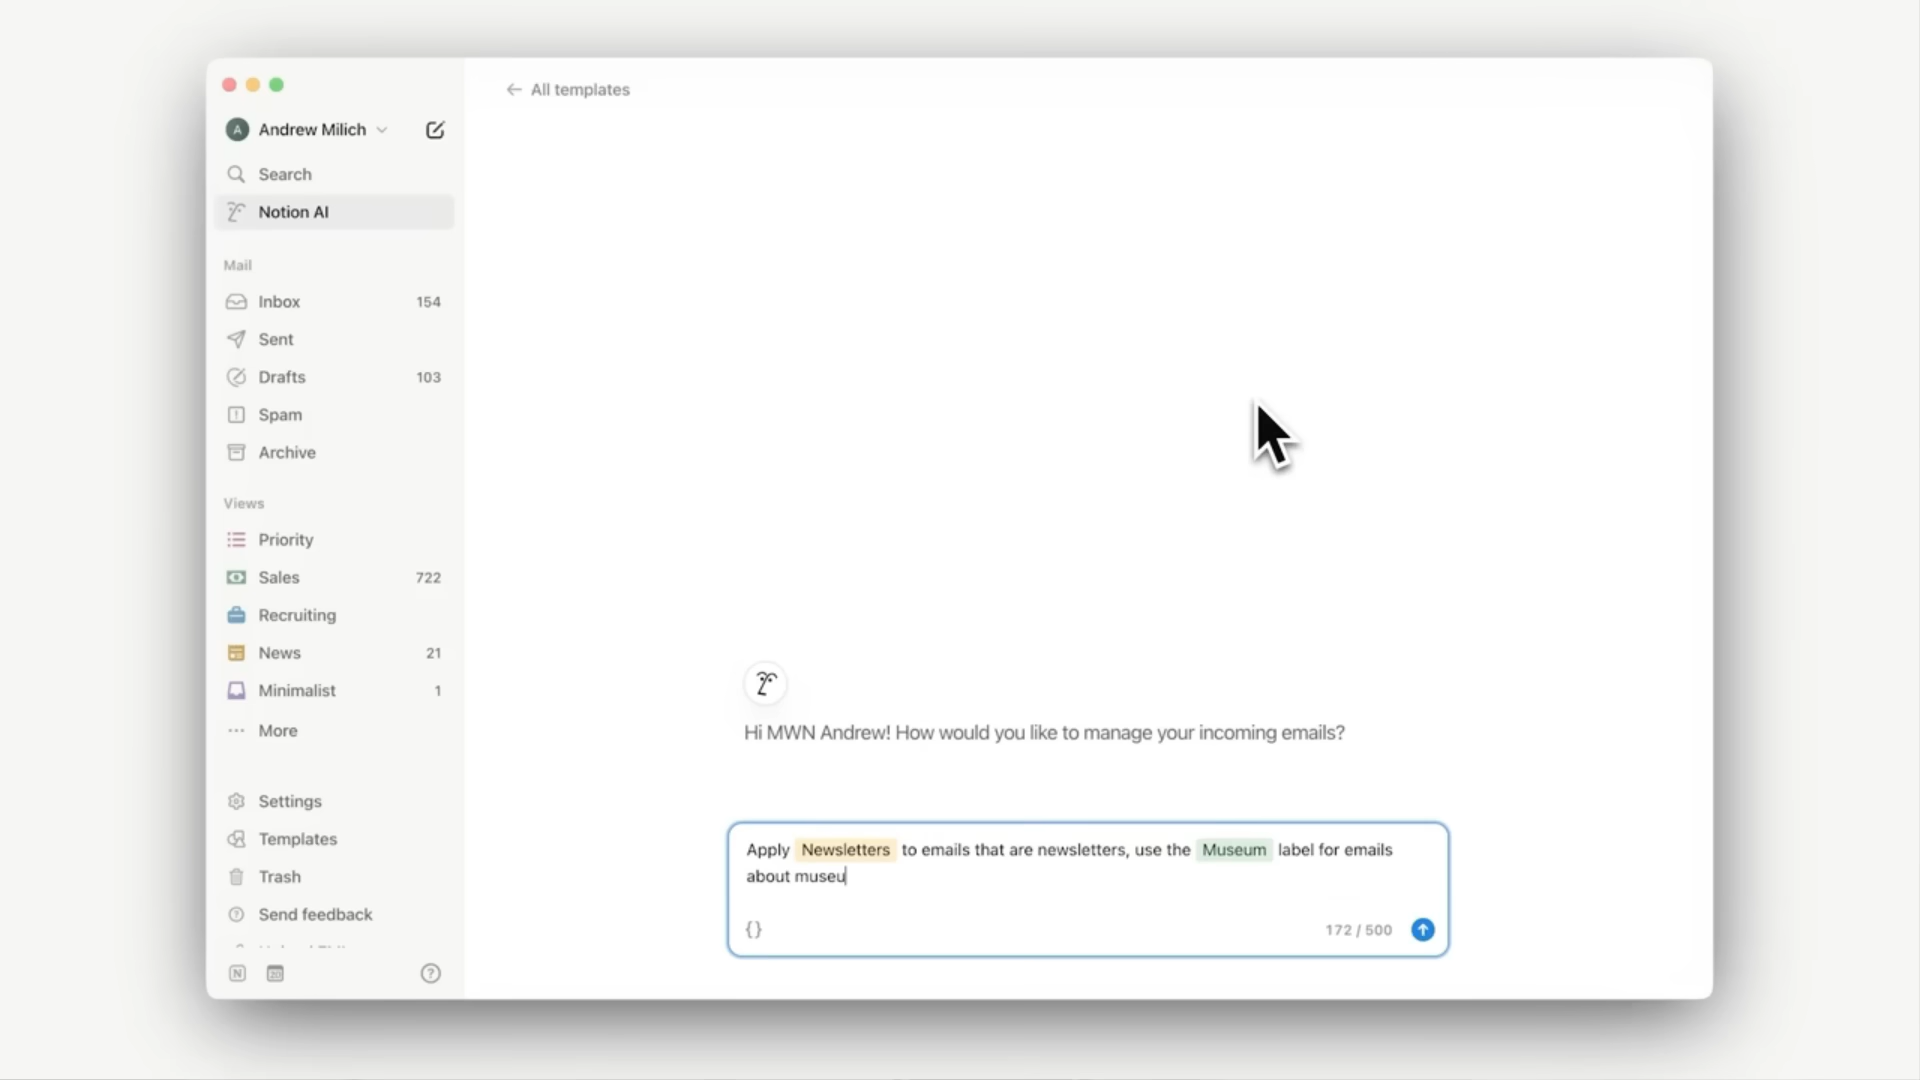 All templates
A Andrew Milich
Search
Notion AI
Mail
Inbox 154
Sent
Drafts 103
Spam
Archive
Views
Priority
Sales 722
Recruiting
News 21
Minimalist 1
More
Settings
Templates
Trash
Send feedback
N 20 ?
Hi MWN Andrew! How would you like to manage your incoming emails?
Apply Newsletters to emails that are newsletters, use the Museum label for emails
about museu
{} 172 / 500